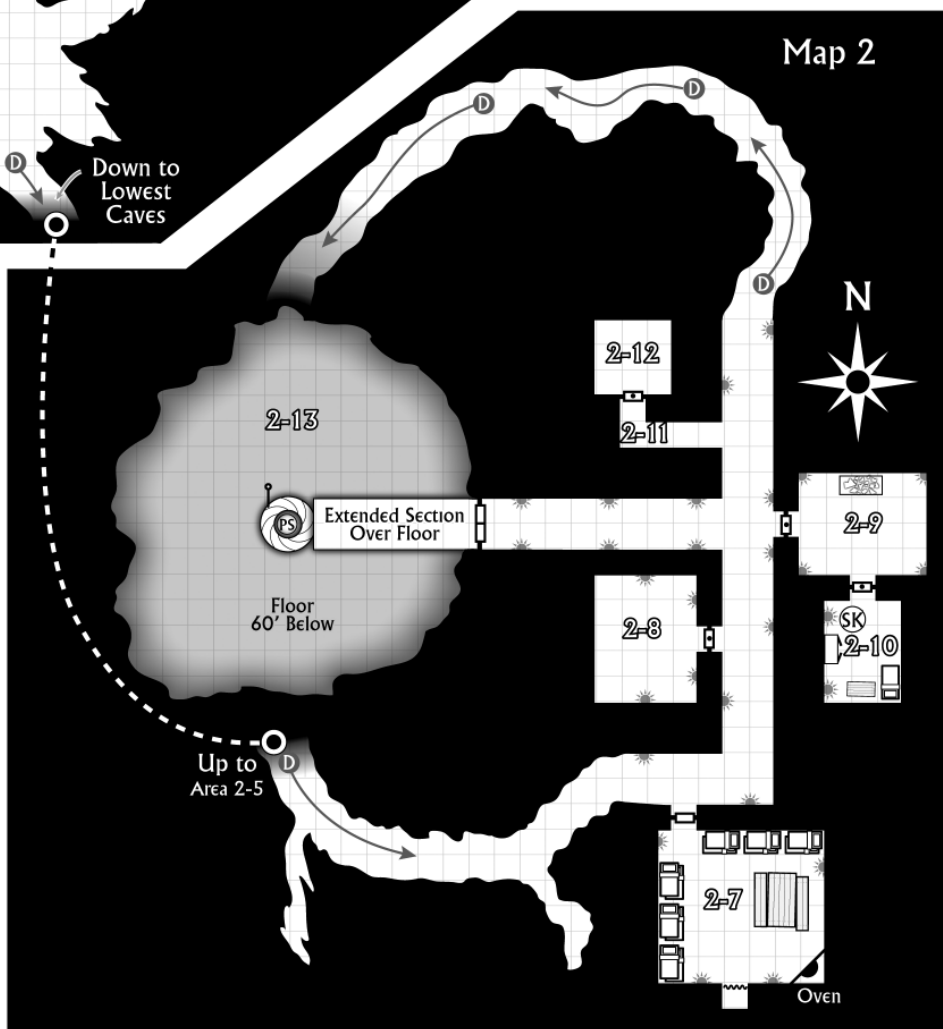 Map 2
D
D
D
Down to
Lowest
Caves
D
N
2-12
2-13
2-11
PS
Extended Section
Over Floor
2-9
Floor
60' Below
2-8
SK
2-10
Up to
Area 2-5
D
2-7
Oven